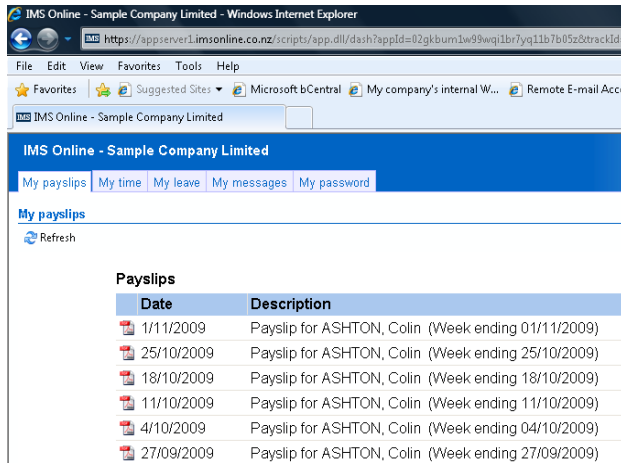 IMS Online - Sample Company Limited - Windows Internet Explorer
IMS https://appserver1.imsonline.co.nz/scripts/app.dll/dash?appId=02gkbum1w99wqi1br7yq11b7b05z&trackId
File Edit View Favorites Tools Help
Favorites Suggested Sites Microsoft bCentral My company's internal W... Remote E-mail Acc
IMS IMS Online - Sample Company Limited
IMS Online - Sample Company Limited
My payslips My time My leave My messages My password
My payslips
Refresh
Payslips
Date Description
1/11/2009 Payslip for ASHTON, Colin (Week ending 01/11/2009)
25/10/2009 Payslip for ASHTON, Colin (Week ending 25/10/2009)
18/10/2009 Payslip for ASHTON, Colin (Week ending 18/10/2009)
11/10/2009 Payslip for ASHTON, Colin (Week ending 11/10/2009)
4/10/2009 Payslip for ASHTON, Colin (Week ending 04/10/2009)
27/09/2009 Payslip for ASHTON, Colin (Week ending 27/09/2009)